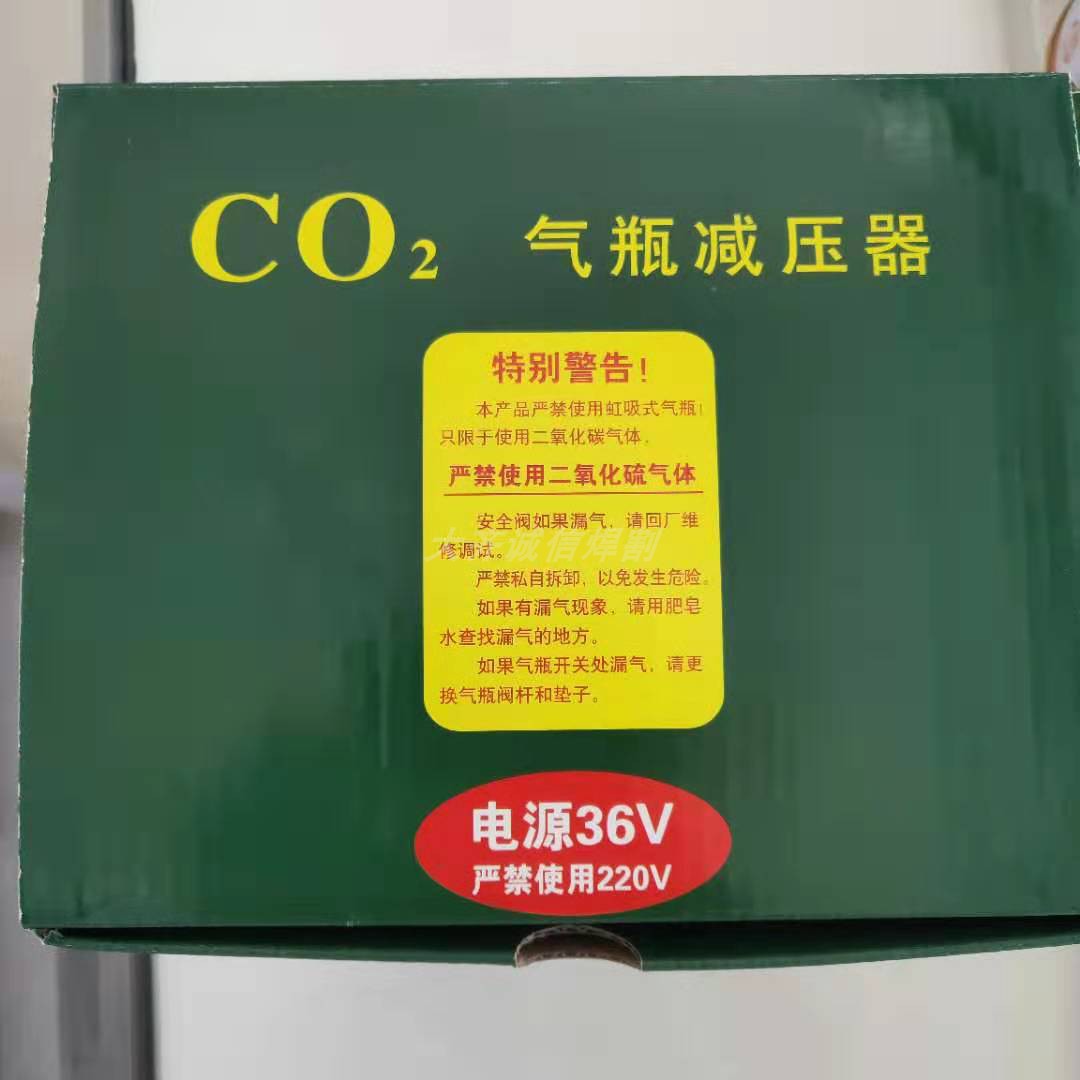 CO₂ 气瓶减压器
特别警告！
本产品严禁使用虹吸式气瓶！
只限于使用二氧化碳气体．
严禁使用二氧化硫气体
安全阀如果漏气，请回厂维
修调试。
严禁私自拆卸，以免发生危险。
如果有漏气现象，请用肥皂
水查找漏气的地方。
如果气瓶开关处漏气，请更
换气瓶阀杆和垫子。
诚信焊割
电源36V
严禁使用220V